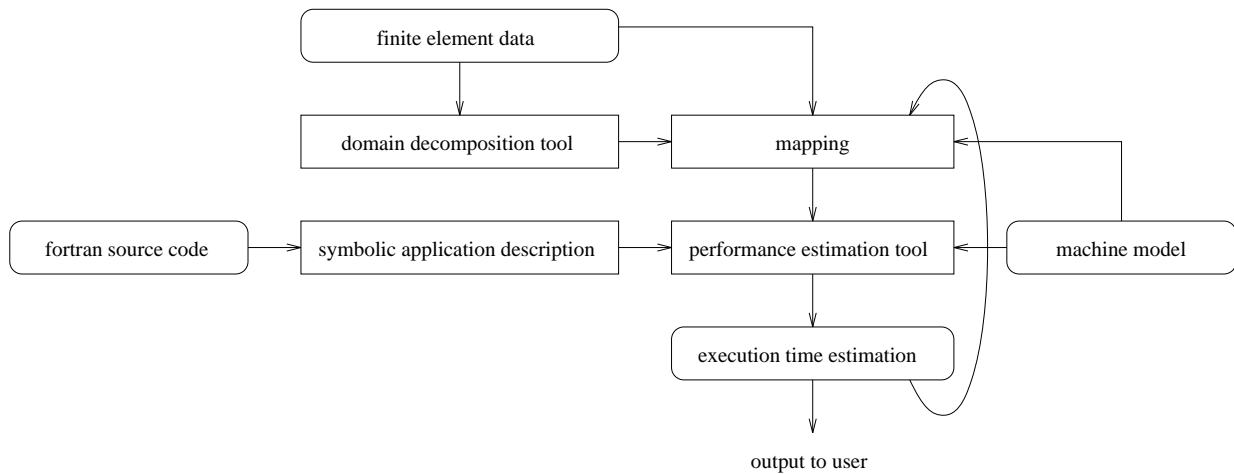 finite element data
domain decomposition tool
mapping
fortran source code
symbolic application description
performance estimation tool
machine model
execution time estimation
output to user